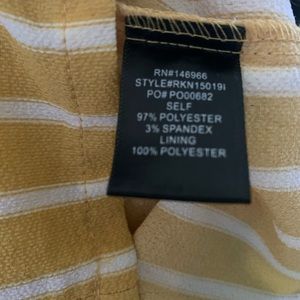 RN#146966
STYLE#RKN15019I
PO# PO00682
SELF
97% POLYESTER
3% SPANDEX
LINING
100% POLYESTER